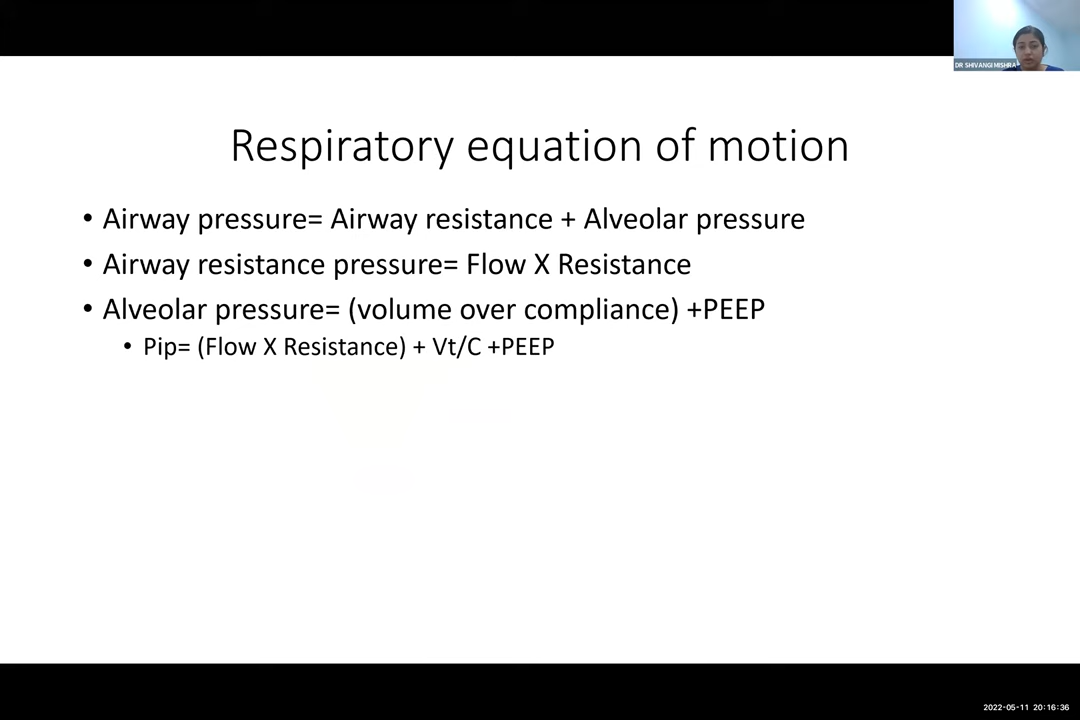 DR SHIVANGI MISHRA
Respiratory equation of motion
• Airway pressure= Airway resistance + Alveolar pressure
• Airway resistance pressure= Flow X Resistance
• Alveolar pressure= (volume over compliance) +PEEP
• Pip= (Flow X Resistance) + Vt/C +PEEP
2022-05-11 20:16:36